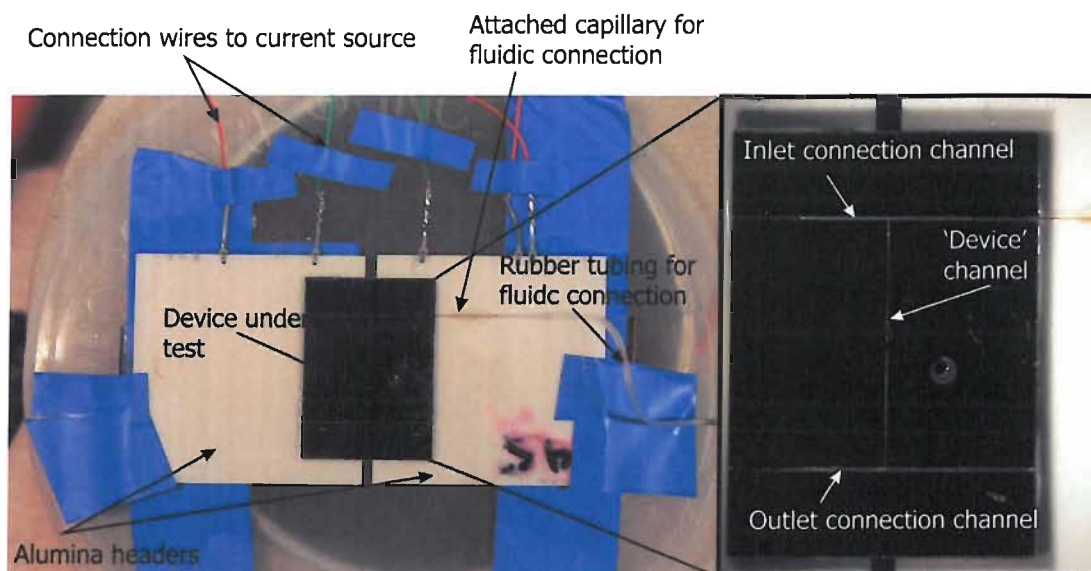 Connection wires to current source
Attached capillary for
fluidic connection
Inlet connection channel
'Device'
channel
Rubber tubing for
fluidc connection
Device unde
test
Outlet connection channel
Alumina headers